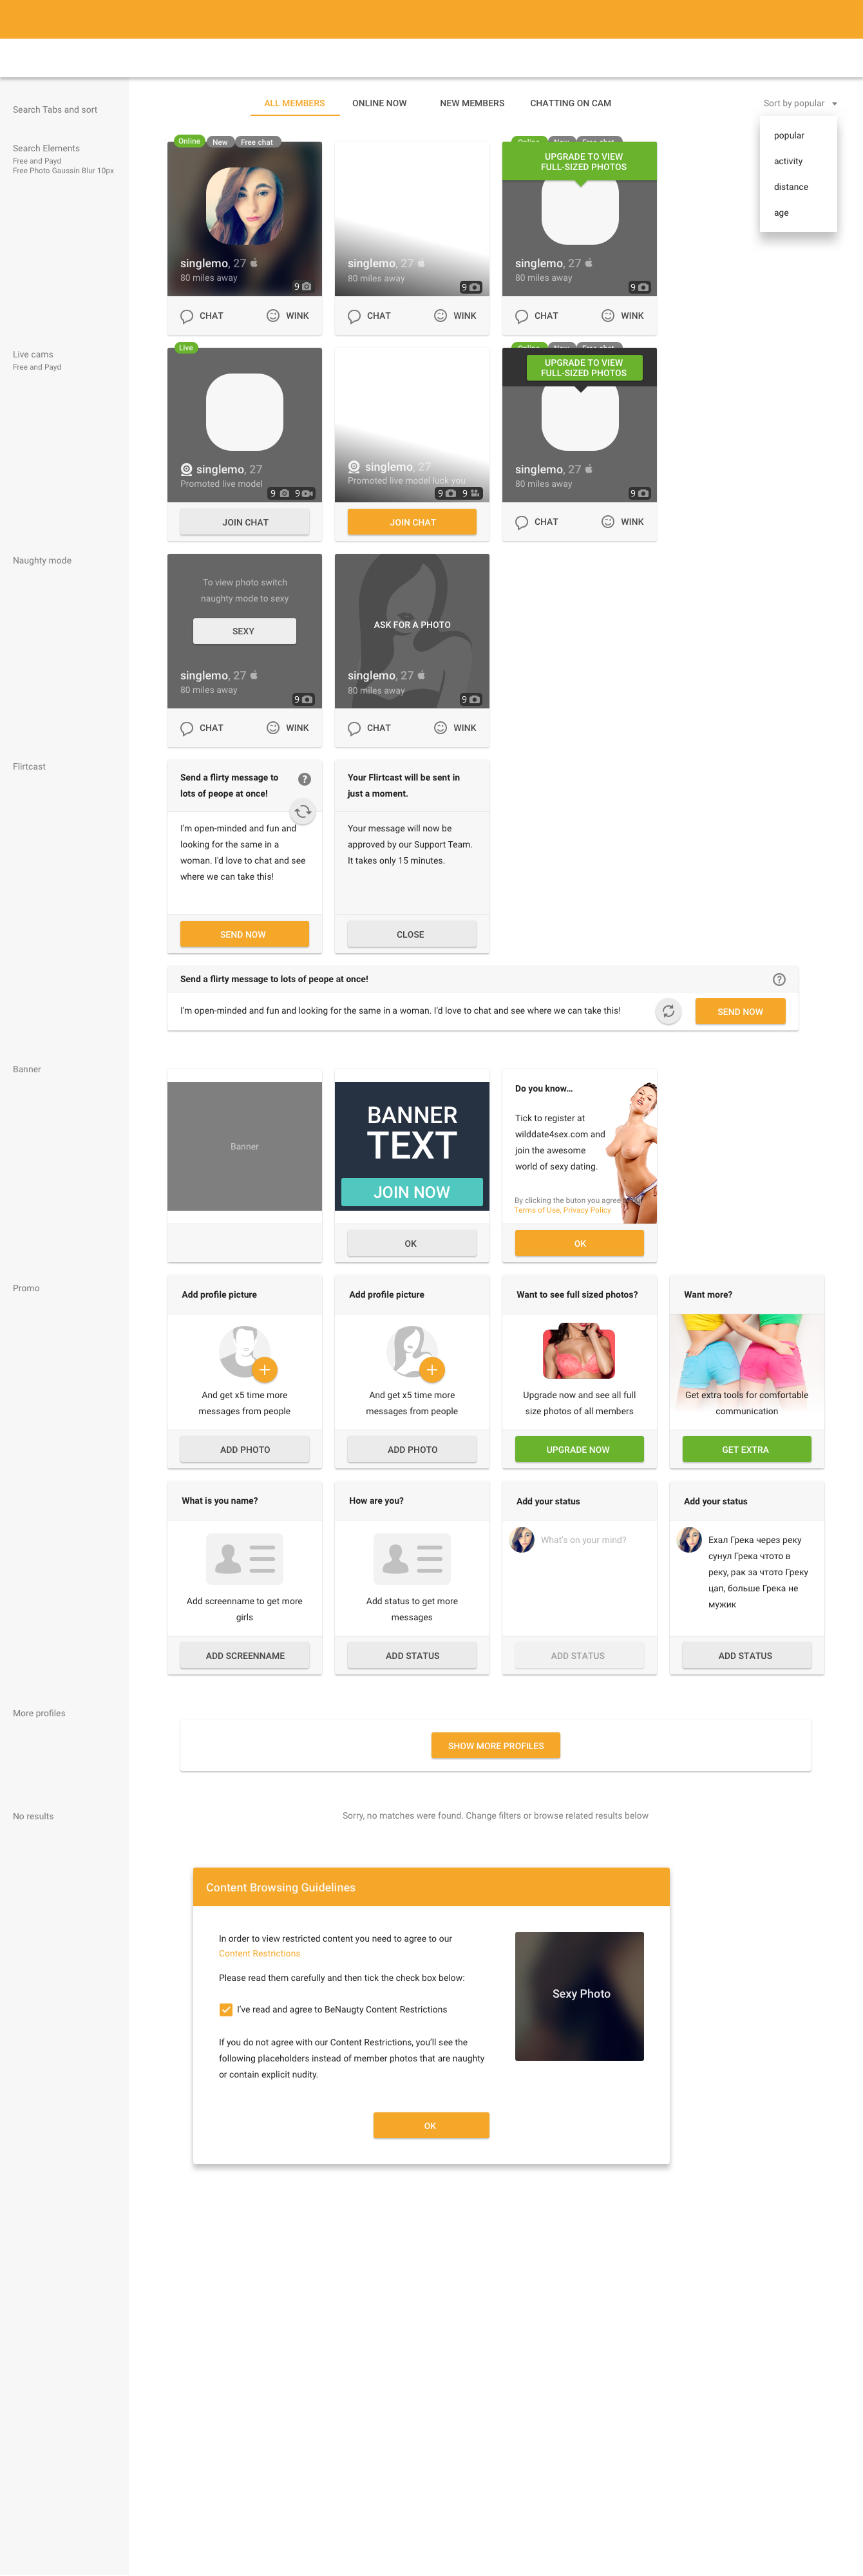 Search Tabs and sort
ALL MEMBERS
ONLINE NOW
NEW MEMBERS
CHATTING ON CAM
Sort by popular
popular
activity
distance
age
Search Elements
Free and Payd
Free Photo Gaussin Blur 10px
Online
New
Free chat
singlemo, 27
80 miles away
9
CHAT
WINK
singlemo, 27
80 miles away
9
CHAT
WINK
Online
New
Free chat
UPGRADE TO VIEW
FULL-SIZED PHOTOS
singlemo, 27
80 miles away
9
CHAT
WINK
Live cams
Free and Payd
Live
singlemo, 27
Promoted live model
9
9
JOIN CHAT
singlemo, 27
Promoted live model luck you
9
9
JOIN CHAT
Online
New
Free chat
UPGRADE TO VIEW
FULL-SIZED PHOTOS
singlemo, 27
80 miles away
9
CHAT
WINK
Naughty mode
To view photo switch
naughty mode to sexy
SEXY
singlemo, 27
80 miles away
9
CHAT
WINK
ASK FOR A PHOTO
singlemo, 27
80 miles away
9
CHAT
WINK
Flirtcast
Send a flirty message to
lots of peope at once!
?
I'm open-minded and fun and
looking for the same in a
woman. I'd love to chat and see
where we can take this!
SEND NOW
Your Flirtcast will be sent in
just a moment.
Your message will now be
approved by our Support Team.
It takes only 15 minutes.
CLOSE
Send a flirty message to lots of peope at once!
?
I'm open-minded and fun and looking for the same in a woman. I'd love to chat and see where we can take this!
SEND NOW
Banner
Banner
BANNER
TEXT
JOIN NOW
OK
Do you know...
Tick to register at
wilddate4sex.com and
join the awesome
world of sexy dating.
By clicking the buton you agree
Terms of Use, Privacy Policy
OK
Promo
Add profile picture
And get x5 time more
messages from people
ADD PHOTO
Add profile picture
And get x5 time more
messages from people
ADD PHOTO
Want to see full sized photos?
Upgrade now and see all full
size photos of all members
UPGRADE NOW
Want more?
Get extra tools for comfortable
communication
GET EXTRA
What is you name?
Add screenname to get more
girls
ADD SCREENNAME
How are you?
Add status to get more
messages
ADD STATUS
Add your status
What's on your mind?
ADD STATUS
Add your status
Ехал Грека через реку
сунул Грека чтото в
реку, рак за чтото Греку
цап, больше Грека не
мужик
ADD STATUS
More profiles
SHOW MORE PROFILES
No results
Sorry, no matches were found. Change filters or browse related results below
Content Browsing Guidelines
In order to view restricted content you need to agree to our
Content Restrictions
Please read them carefully and then tick the check box below:
I've read and agree to BeNaugty Content Restrictions
If you do not agree with our Content Restrictions, you'll see the
following placeholders instead of member photos that are naughty
or contain explicit nudity.
Sexy Photo
OK